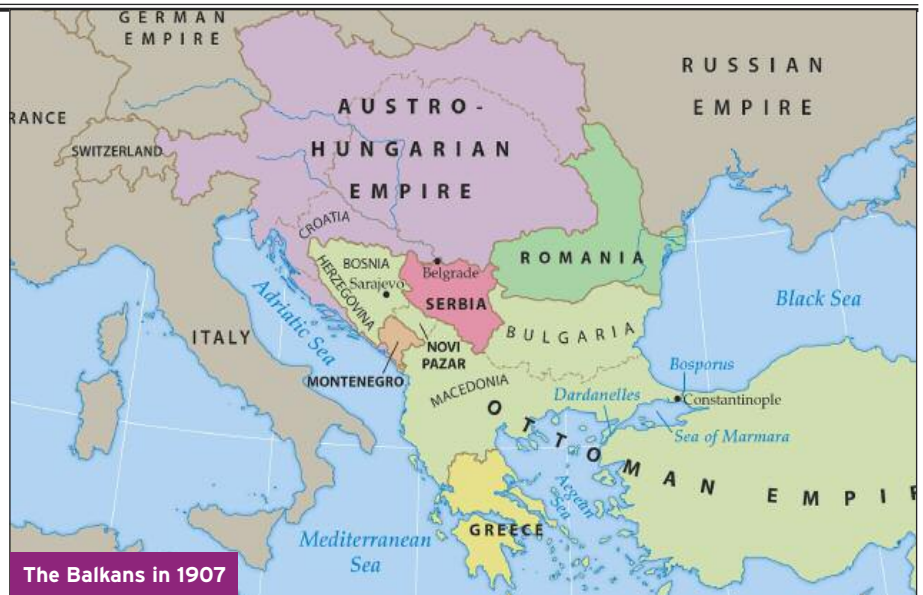 GERMAN
EMPIRE
RUSSIAN
EMPIRE
RANCE
SWITZERLAND
AUSTRO-
HUNGARIAN
EMPIRE
CROATIA
BOSNIA
HERZEGOVINA
Sarajevo
Belgrade
SERBIA
ROMANIA
Black Sea
Adriatic Sea
ITALY
BULGARIA
NOVI
PAZAR
MONTENEGRO
MACEDONIA
Bosporus
Dardanelles
Constantinople
Sea of Marmara
OTTOMAN EMPI
Aegean
Sea
GREECE
Mediterranean
Sea
The Balkans in 1907